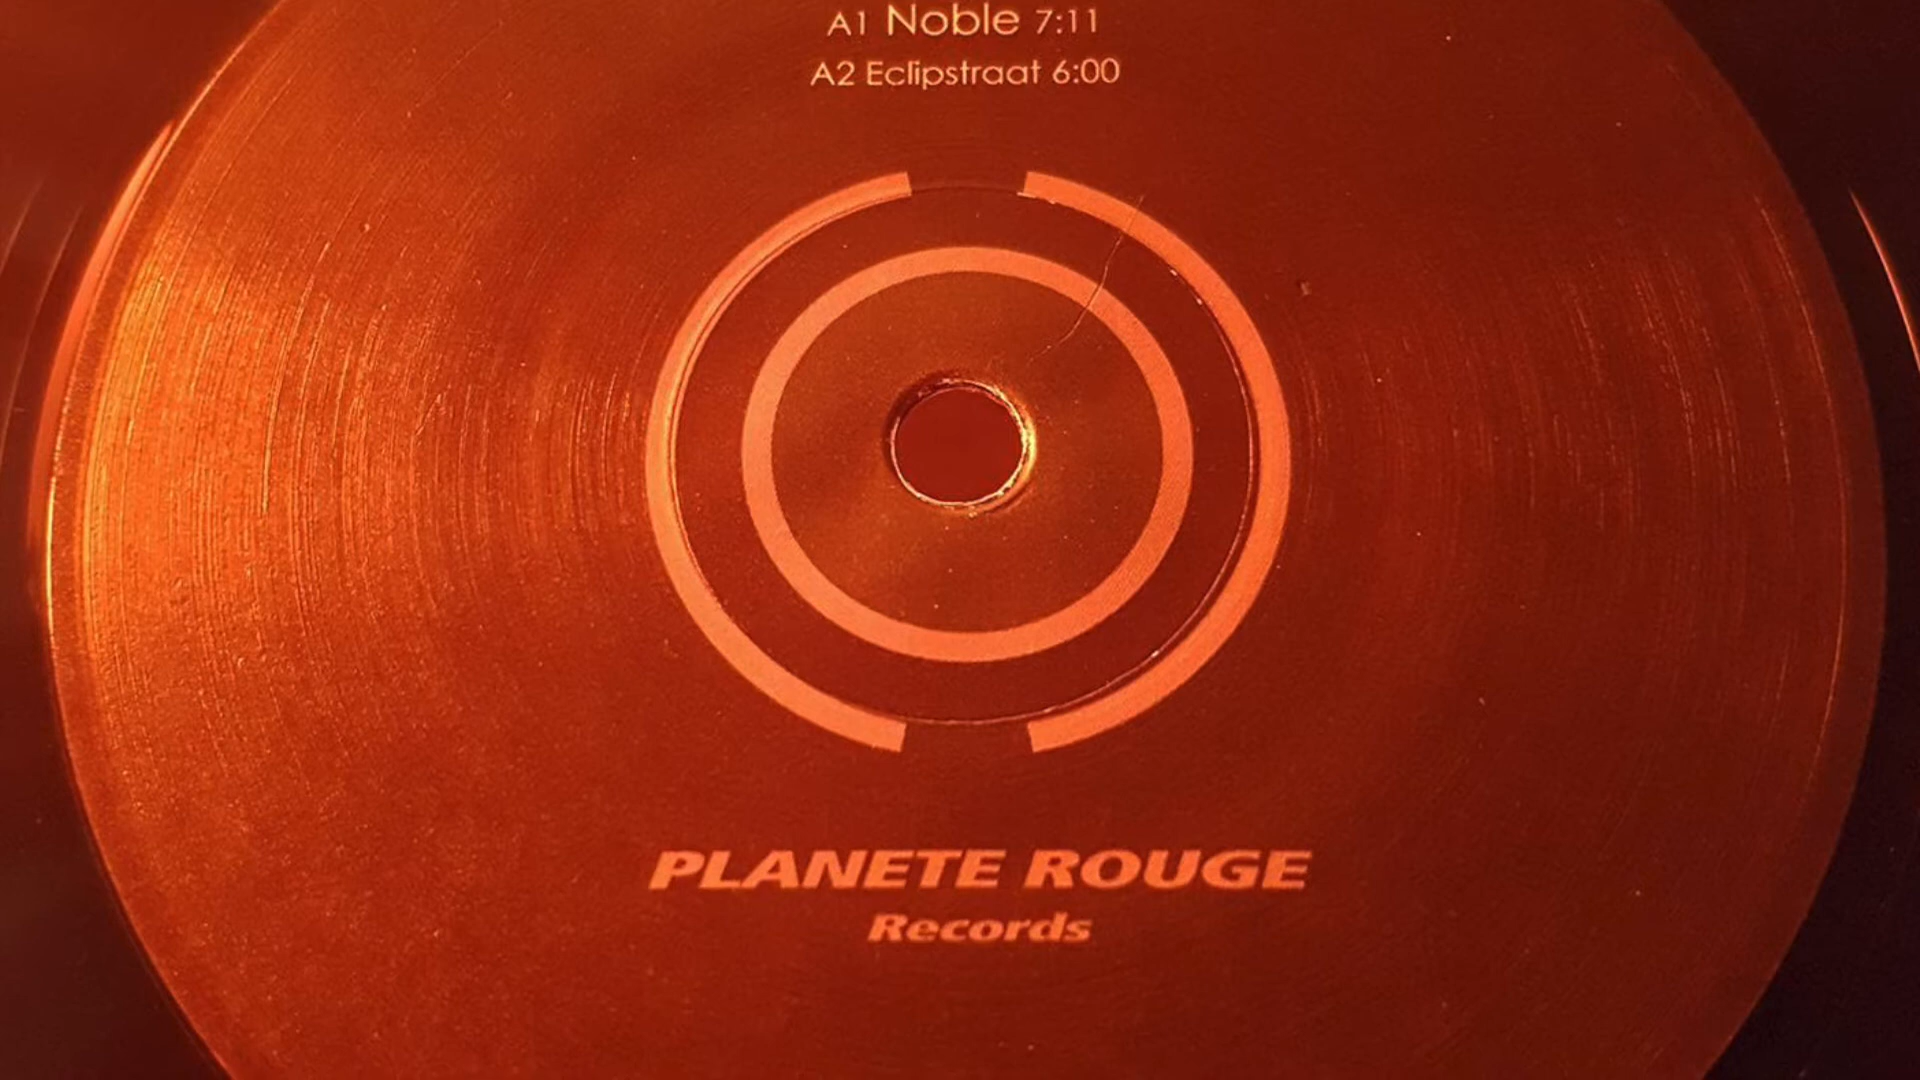 A1 Noble 7:11
A2 Eclipstraat 6:00
PLANETE ROUGE
Records